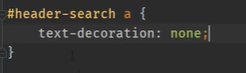 #header-search a {
    text-decoration: none;
}